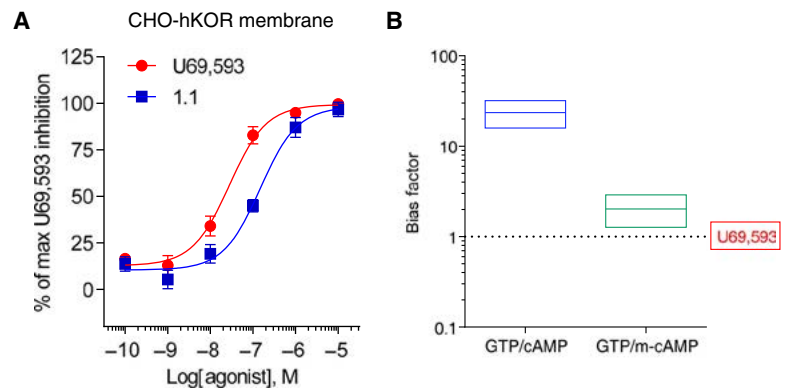 A
CHO-hKOR membrane
% of max U69,593 inhibition
125
100
75
50
25
0
U69,593
1.1
−10 −9 −8 −7 −6 −5
Log[agonist], M
B
Bias factor
100
10
1
0.1
U69,593
GTP/cAMP GTP/m-cAMP